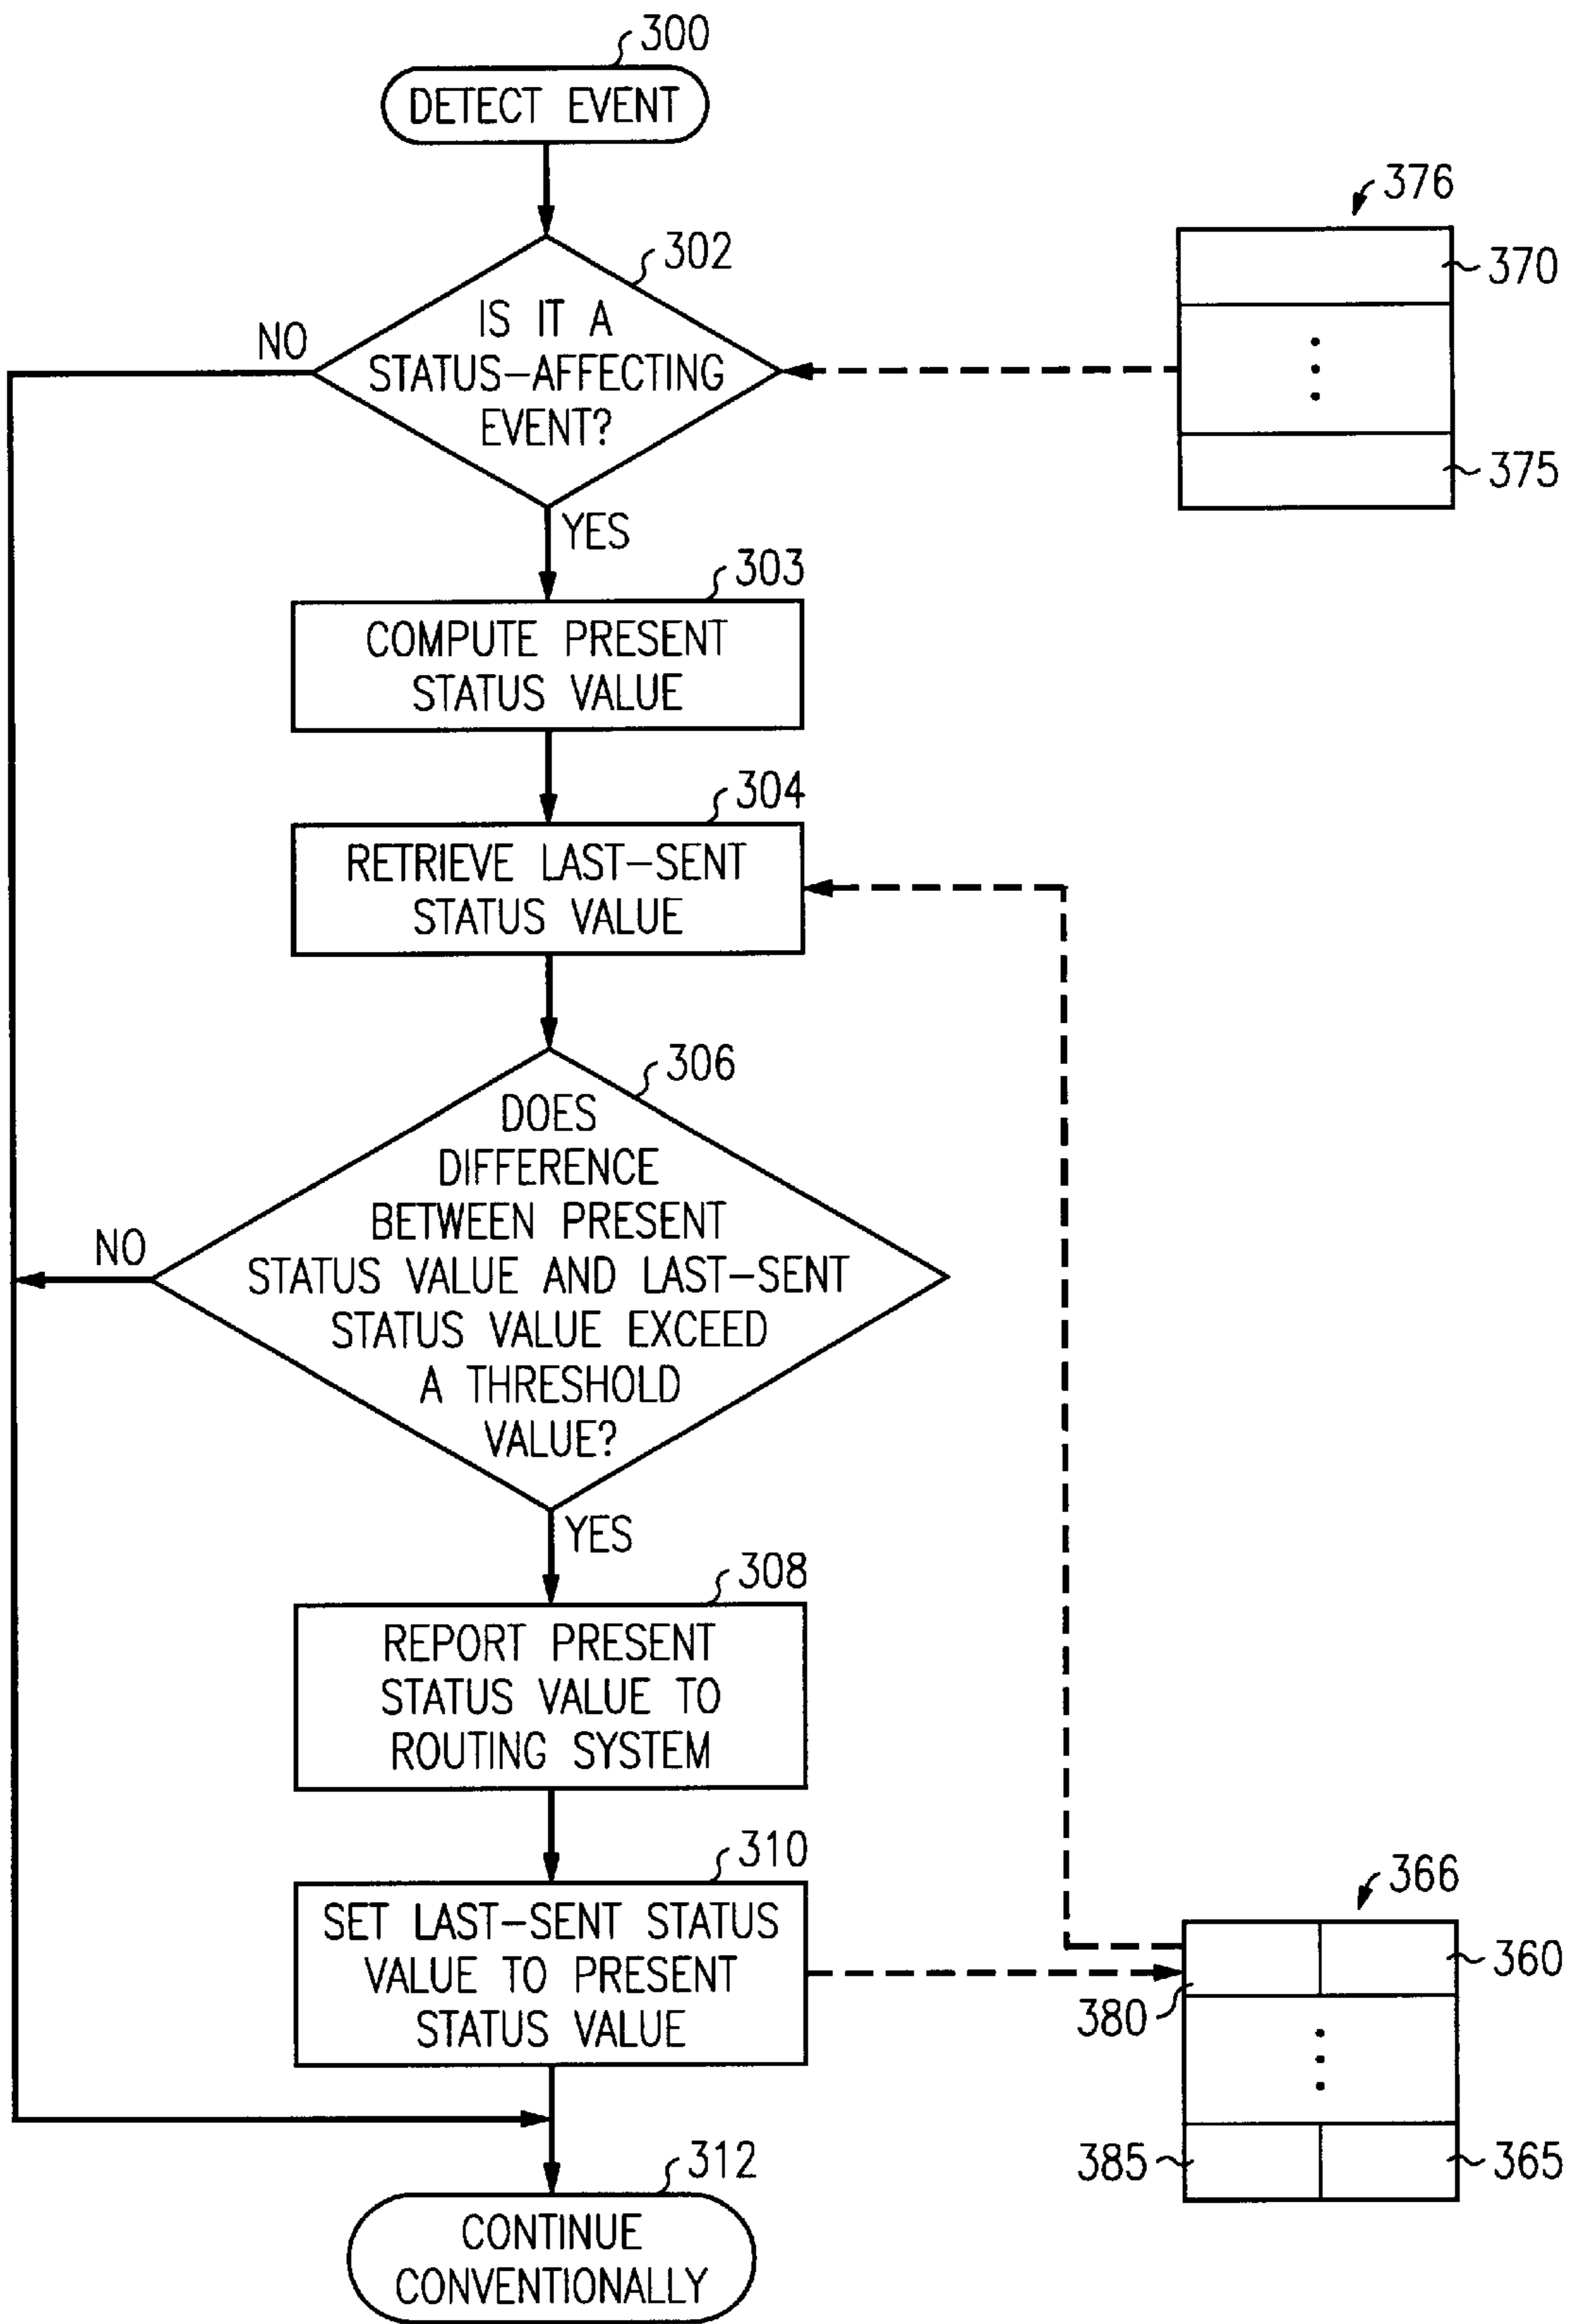 300
DETECT EVENT
376
302
370
IS IT A
NO
STATUS-AFFECTING
EVENT?
375
YES
303
COMPUTE PRESENT
STATUS VALUE
304
RETRIEVE LAST-SENT
STATUS VALUE
306
DOES
DIFFERENCE
BETWEEN PRESENT
NO
STATUS VALUE AND LAST-SENT
STATUS VALUE EXCEED
A THRESHOLD
VALUE?
YES
308
REPORT PRESENT
STATUS VALUE TO
ROUTING SYSTEM
310
366
SET LAST-SENT STATUS
VALUE TO PRESENT
STATUS VALUE
360
380
385
365
312
CONTINUE
CONVENTIONALLY